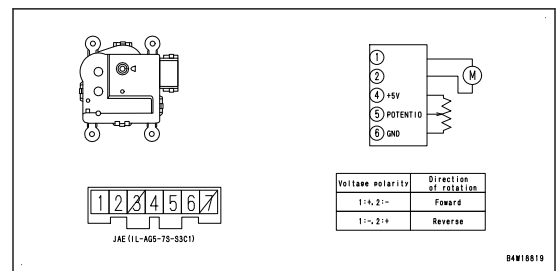 1
2
4 +5V
5 POTENTIO
6 GND
M
1 2 3 4 5 6 7
JAE(IL-AG5-7S-S3C1)
Voltage polarity Direction of rotation
1:+, 2:- Foward
1:-, 2:+ Reverse
B4W18819